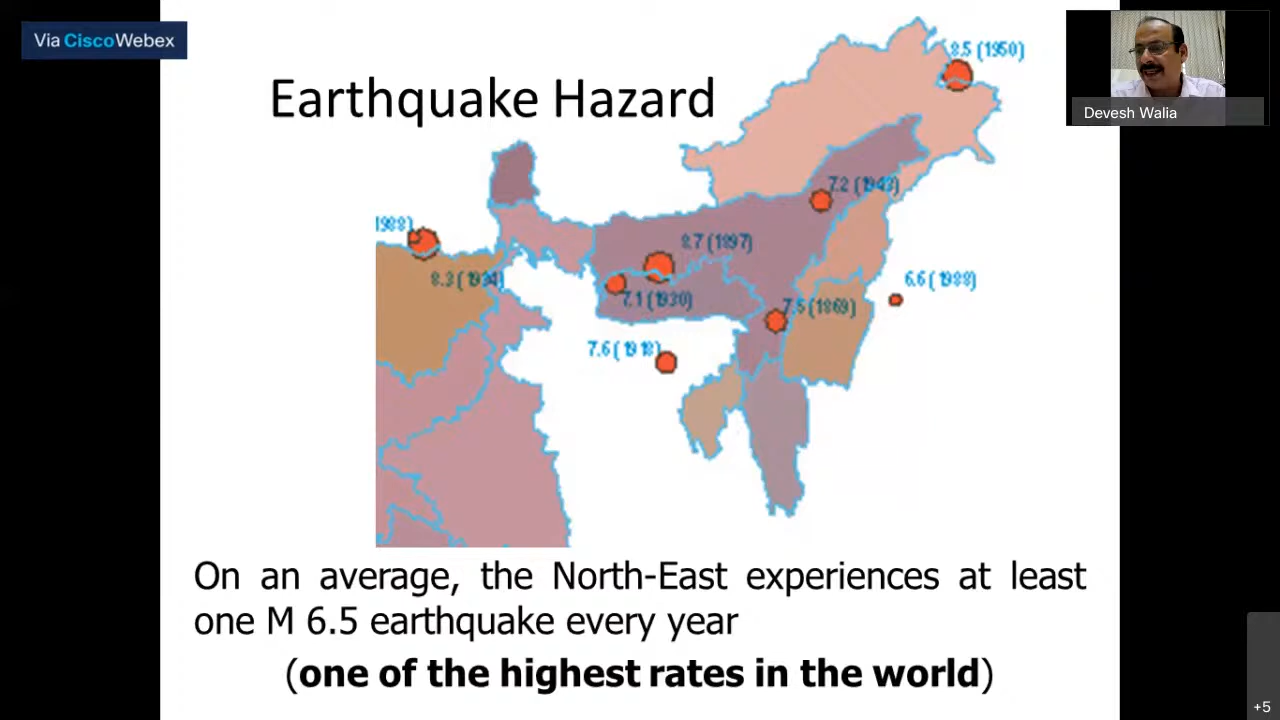 Via CiscoWebex
8.5 (1950)
Earthquake Hazard
Devesh Walia
7.2 (1943)
1988)
8.7 (1897)
8.3 (1934)
7.1 (1930)
6.6 (1988)
7.5 (1869)
7.6 (1918)
On an average, the North-East experiences at least
one M 6.5 earthquake every year
(one of the highest rates in the world)
+5